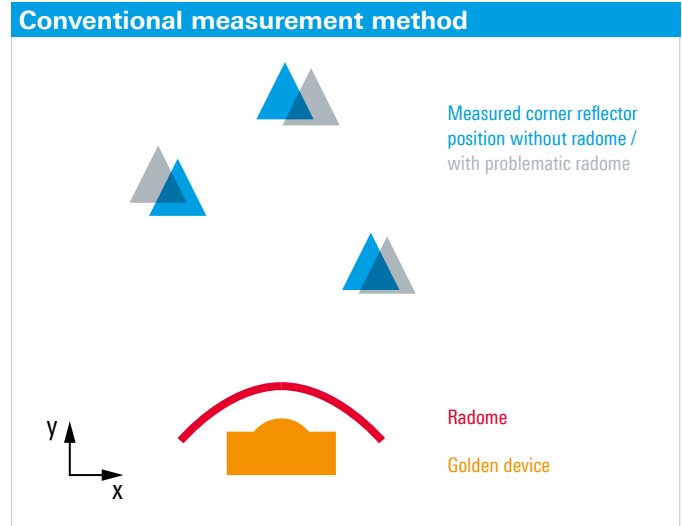 Conventional measurement method
Measured corner reflector
position without radome /
with problematic radome
Radome
Golden device
y
x